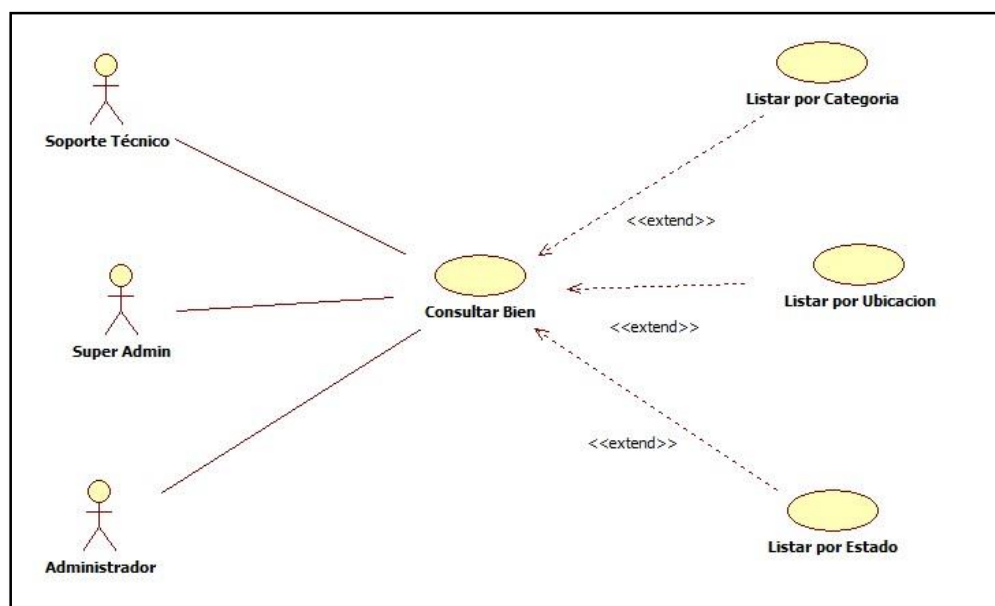 Soporte Técnico
Listar por Categoria
<<extend>>
Super Admin
Consultar Bien
Listar por Ubicacion
<<extend>>
<<extend>>
Administrador
Listar por Estado